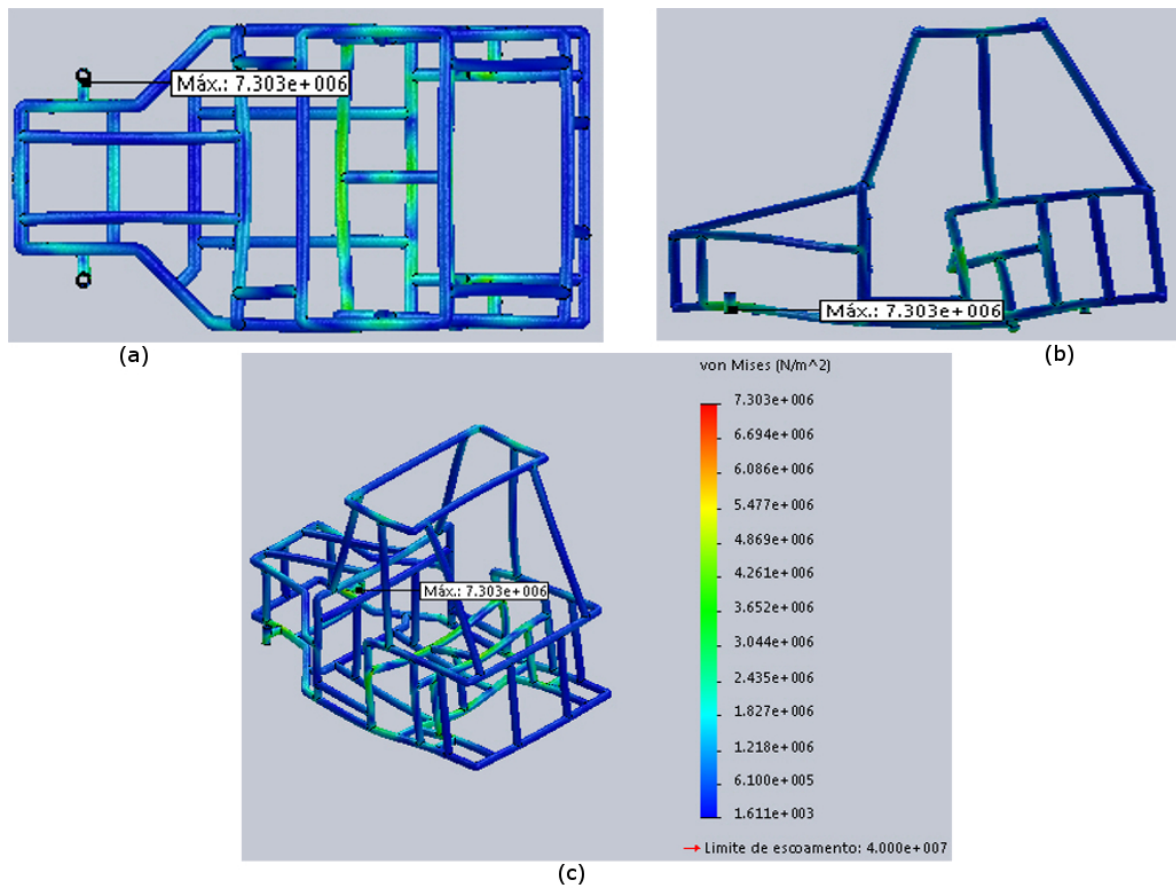 Máx.: 7.303e+006
(a)
Máx.: 7.303e+006
(b)
von Mises (N/m^2)
7.303e+006
6.694e+006
6.086e+006
5.477e+006
4.869e+006
4.261e+006
3.652e+006
3.044e+006
2.435e+006
1.827e+006
1.218e+006
6.100e+005
1.611e+003
Máx.: 7.303e+006
Limite de escoamento: 4.000e+007
(c)